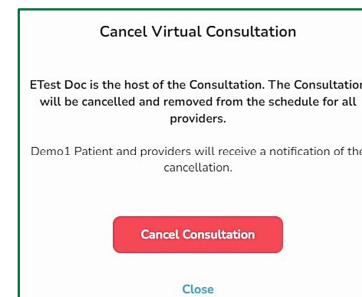 Cancel Virtual Consultation
ETest Doc is the host of the Consultation. The Consultation
will be cancelled and removed from the schedule for all
providers.
Demo1 Patient and providers will receive a notification of the
cancellation.
Cancel Consultation
Close